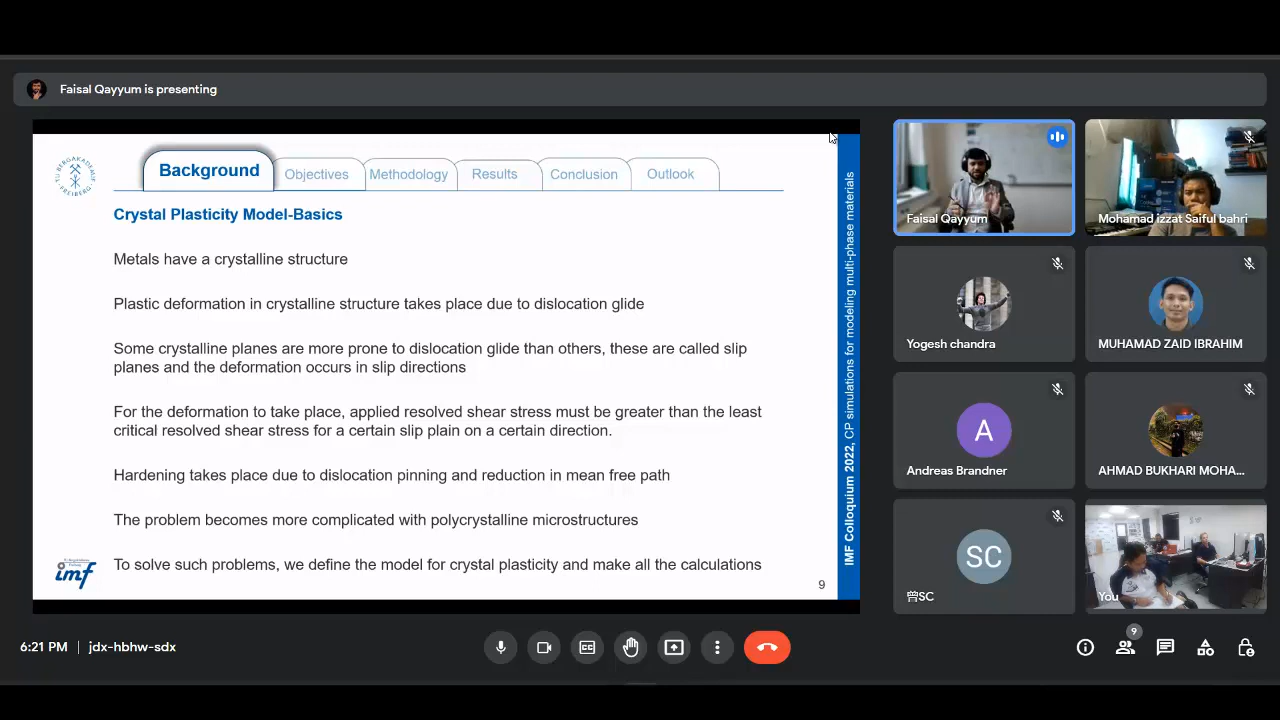 Faisal Qayyum is presenting
Background
Objectives
Methodology
Results
Conclusion
Outlook
Crystal Plasticity Model-Basics
Metals have a crystalline structure
Plastic deformation in crystalline structure takes place due to dislocation glide
Some crystalline planes are more prone to dislocation glide than others, these are called slip
planes and the deformation occurs in slip directions
For the deformation to take place, applied resolved shear stress must be greater than the least
critical resolved shear stress for a certain slip plain on a certain direction.
Hardening takes place due to dislocation pinning and reduction in mean free path
The problem becomes more complicated with polycrystalline microstructures
To solve such problems, we define the model for crystal plasticity and make all the calculations
imf
9
IMF Colloquium 2022, CP simulations for modeling multi-phase materials
Faisal Qayyum
Mohamad izzat Saiful bahri
Yogesh chandra
MUHAMAD ZAID IBRAHIM
A
Andreas Brandner
AHMAD BUKHARI MOHA...
SC
曾SC
You
6:21 PM | jdx-hbhw-sdx
CC
9